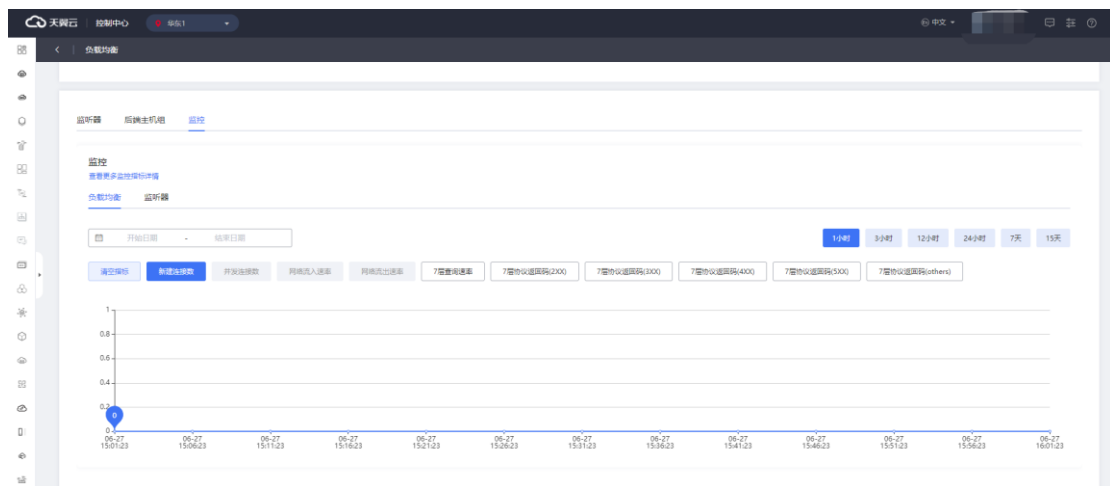 天翼云 控制中心 华东1 中文
负载均衡
监听器 后端主机组 监控
监控
查看更多监控指标详情
负载均衡 监听器
开始日期 - 结束日期 1小时 3小时 12小时 24小时 7天 15天
清空指标 新建连接数 并发连接数 网络流入速率 网络流出速率 7层查询速率 7层协议返回码(2XX) 7层协议返回码(3XX) 7层协议返回码(4XX) 7层协议返回码(5XX) 7层协议返回码(others)
1
0.8
0.6
0.4
0.2
0
0
06-27 06-27 06-27 06-27 06-27 06-27 06-27 06-27 06-27 06-27 06-27 06-27 06-27
15:01:23 15:06:23 15:11:23 15:16:23 15:21:23 15:26:23 15:31:23 15:36:23 15:41:23 15:46:23 15:51:23 15:56:23 16:01:23